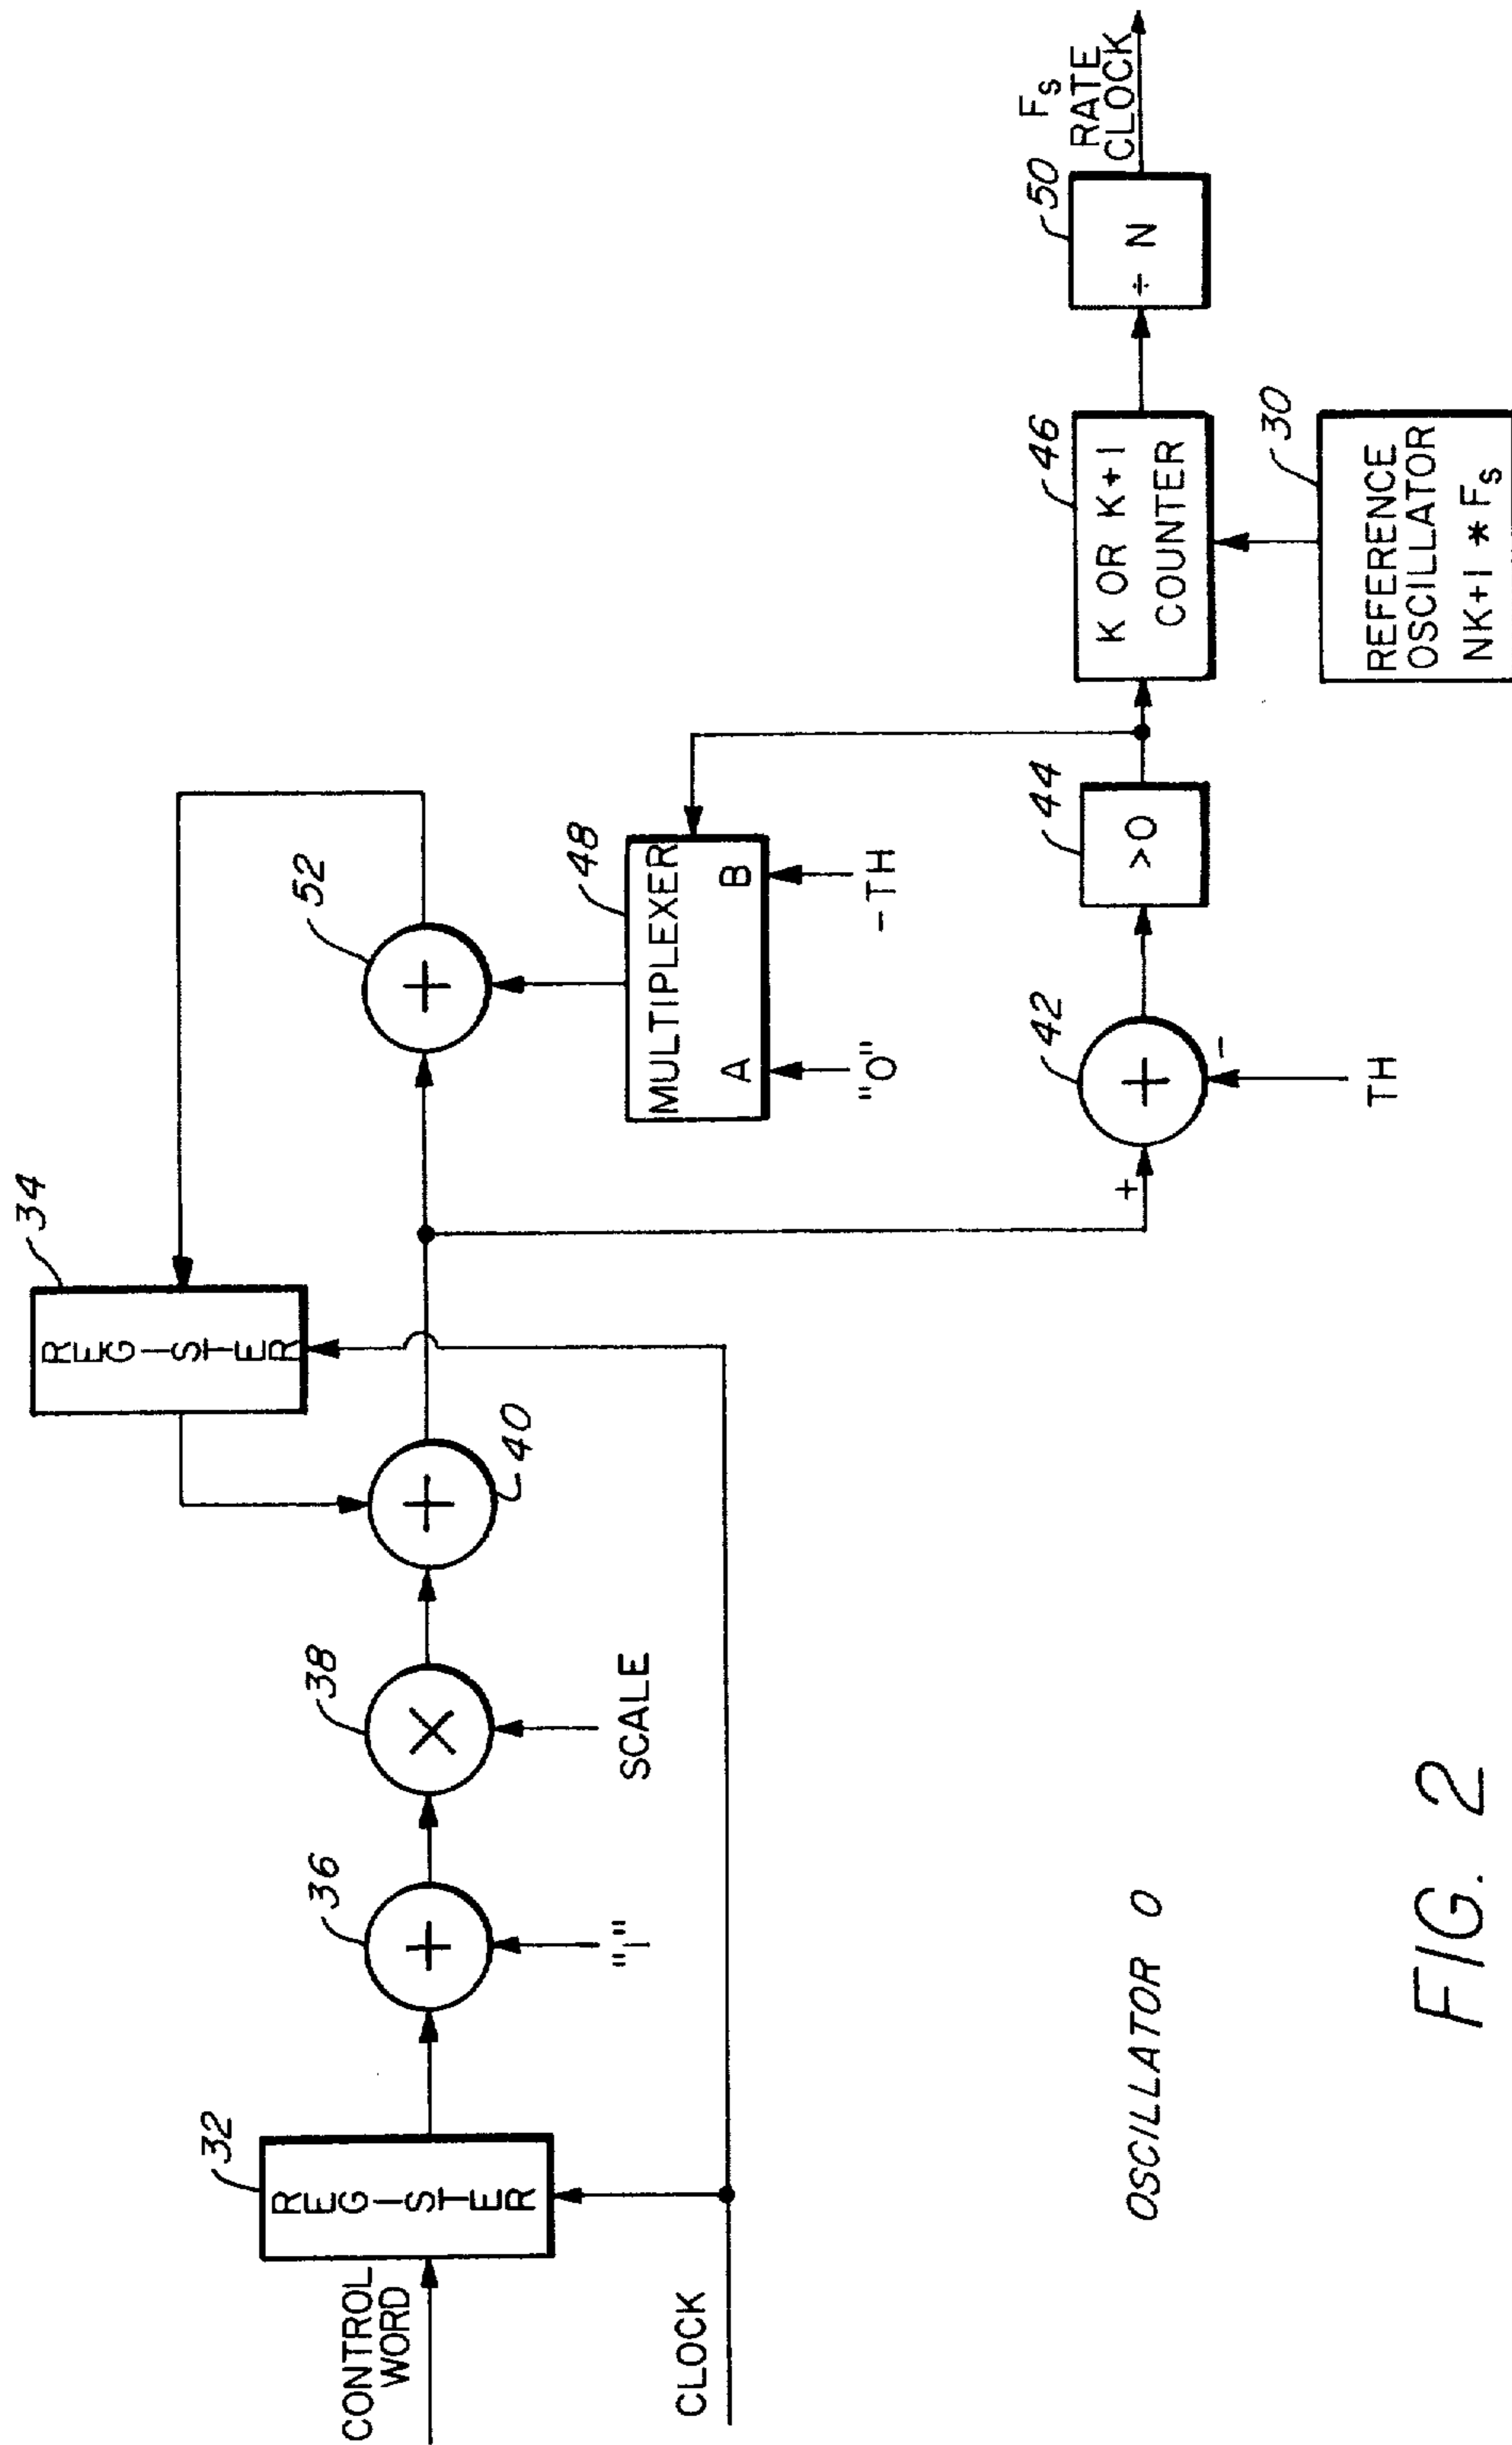 34
REGISTER
52
32
REGISTER
36
+
38
×
40
+
+
CONTROL
WORD
"1"
SCALE
48
MULTIPLEXER
A
B
"0"
-TH
CLOCK
42
+
+
-
TH
44
>0
46
K OR K+1
COUNTER
50
÷ N
Fs
RATE
CLOCK
30
REFERENCE
OSCILLATOR
NK+1 * Fs
OSCILLATOR 0
FIG. 2